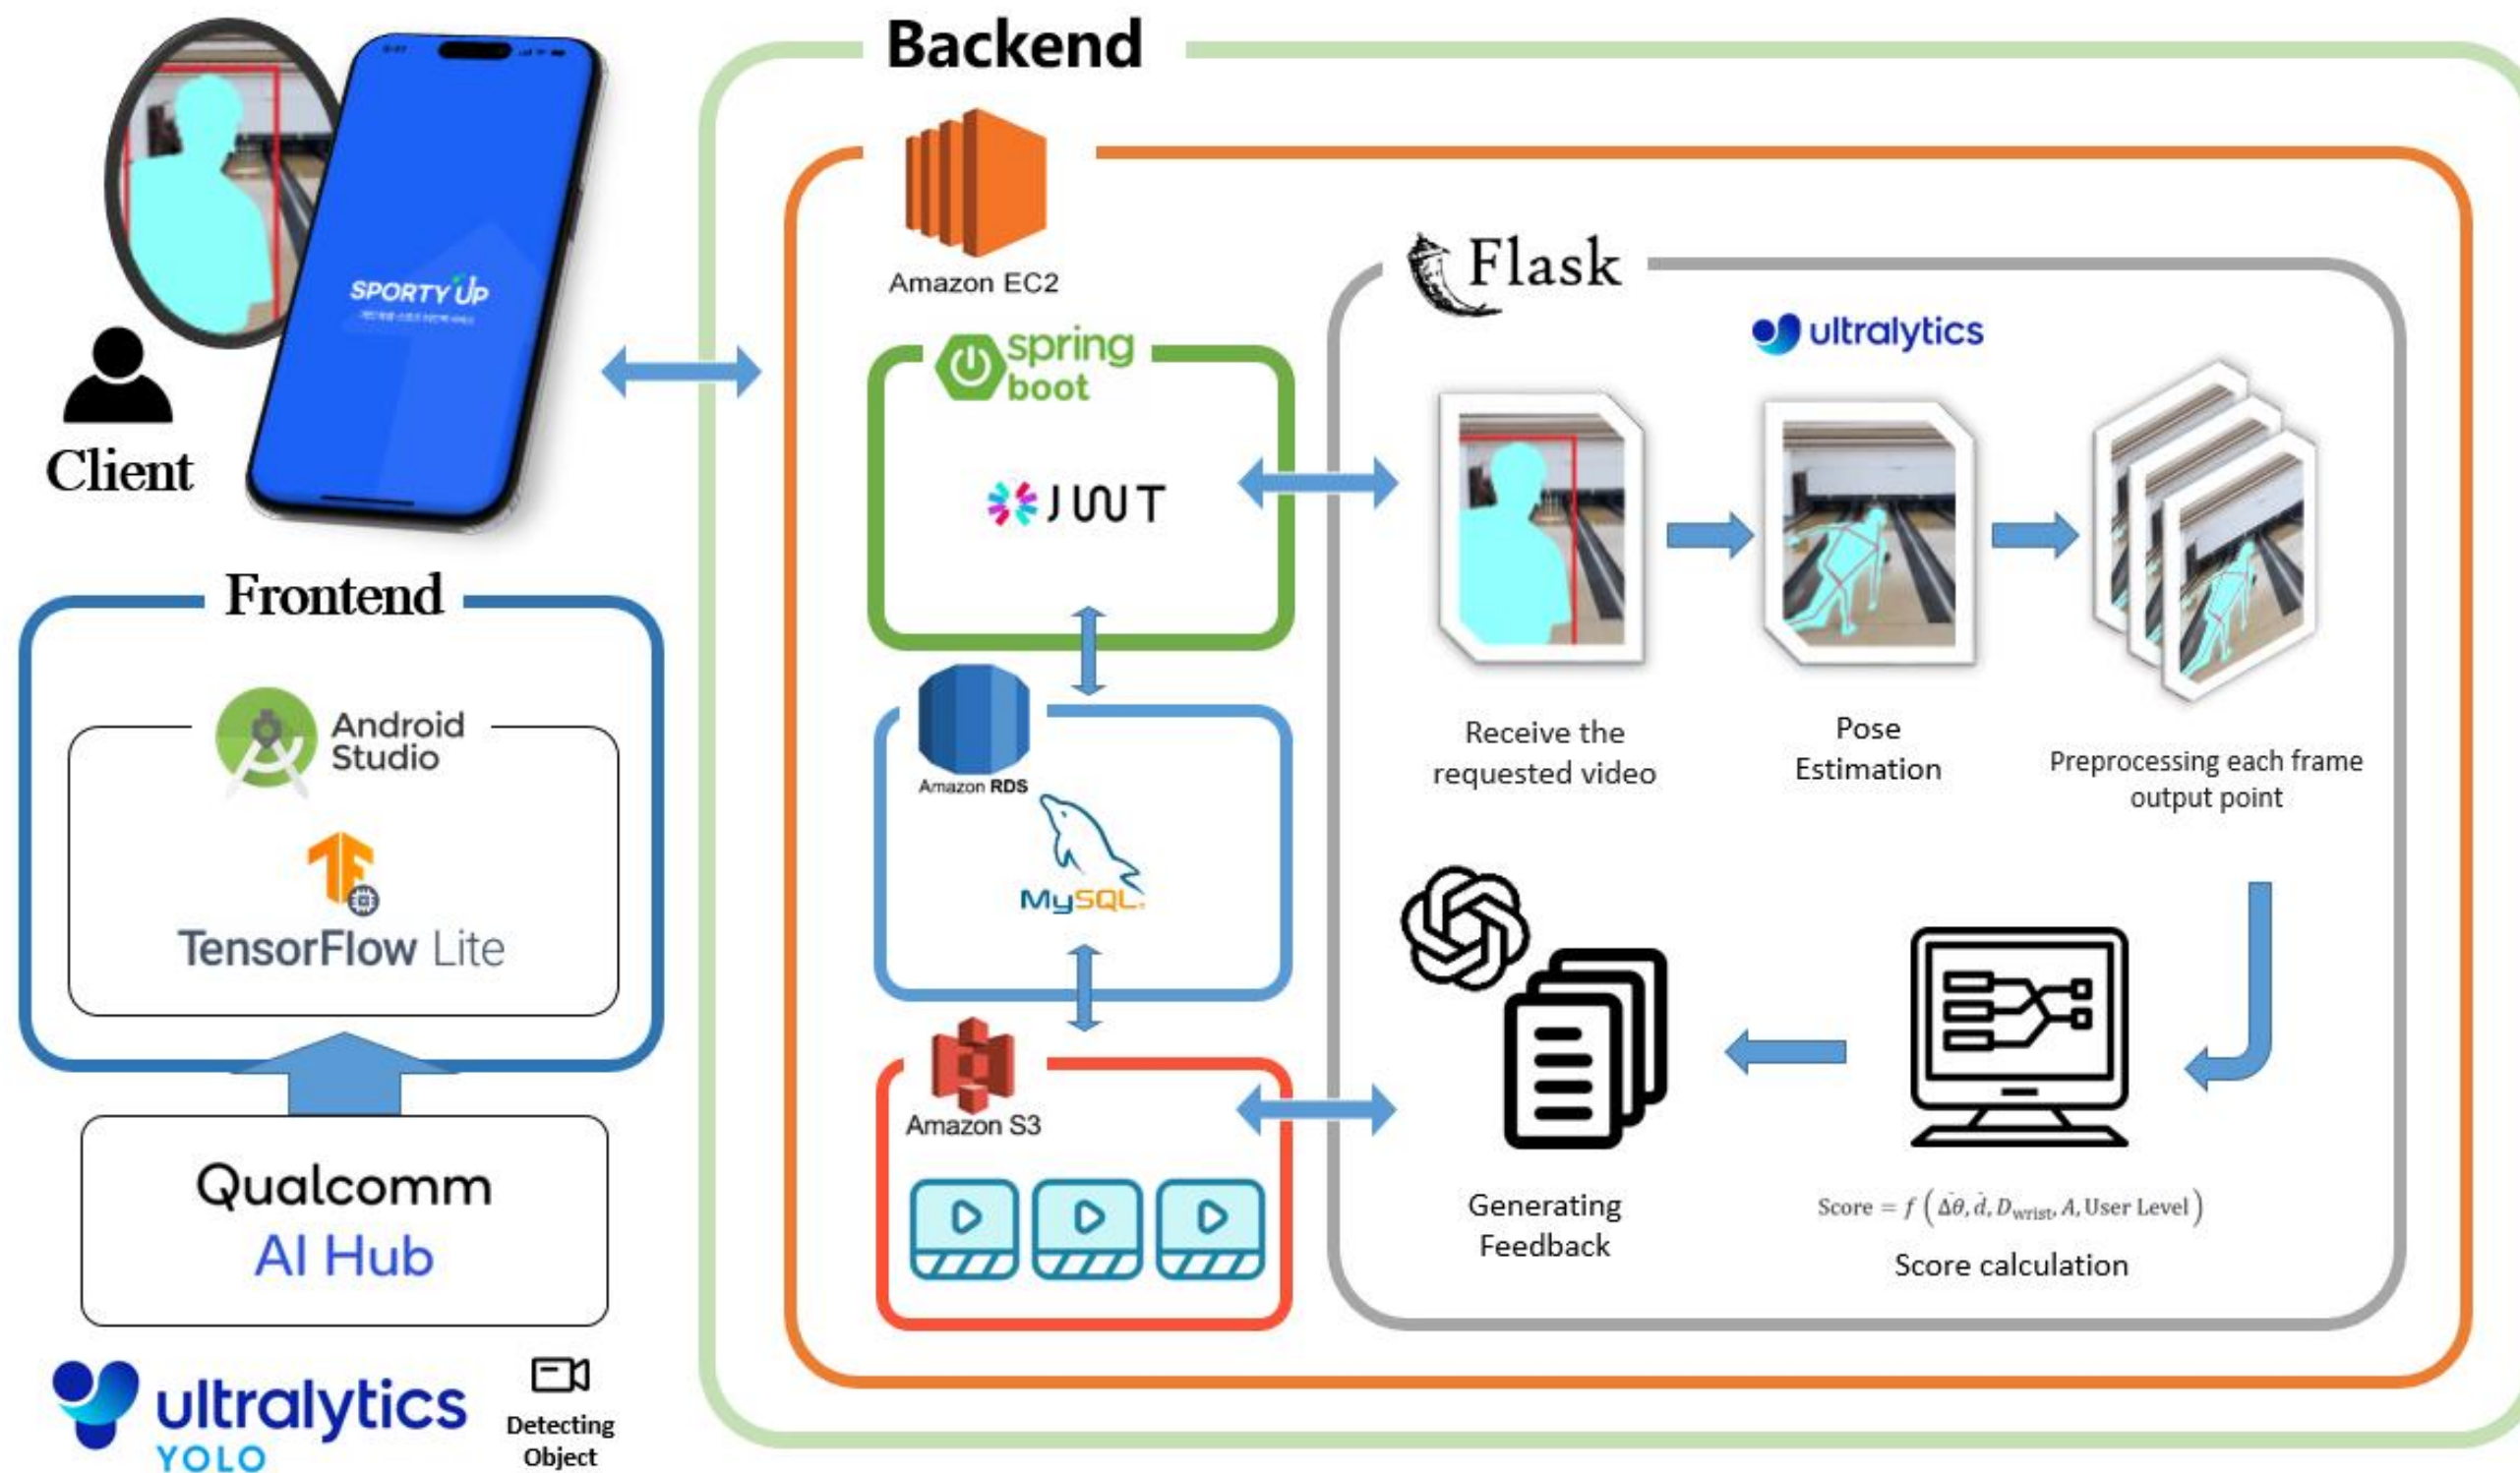 Backend
SPORTY UP
Client
Amazon EC2
Flask
spring
boot
ultralytics
JWT
Frontend
Android
Studio
TensorFlow Lite
Amazon RDS
MySQL
Receive the
requested video
Pose
Estimation
Preprocessing each frame
output point
Amazon S3
Qualcomm
AI Hub
Generating
Feedback
Score = f (Δ̇θ, ḋ, D_wrist, A, User Level)
Score calculation
ultralytics
YOLO
Detecting
Object